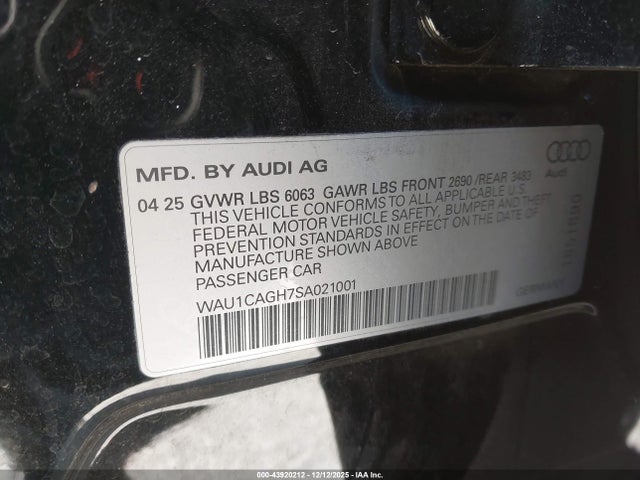 MFD. BY AUDI AG
Audi
04 25 GVWR LBS 6063 GAWR LBS FRONT 2690 /REAR 3483
THIS VEHICLE CONFORMS TO ALL APPLICABLE U.S.
FEDERAL MOTOR VEHICLE SAFETY, BUMPER AND THEFT
PREVENTION STANDARDS IN EFFECT ON THE DATE OF
MANUFACTURE SHOWN ABOVE
PASSENGER CAR
WAU1CAGH7SA021001
GERMANY
000-43920212 - 12/12/2025 - IAA Inc.